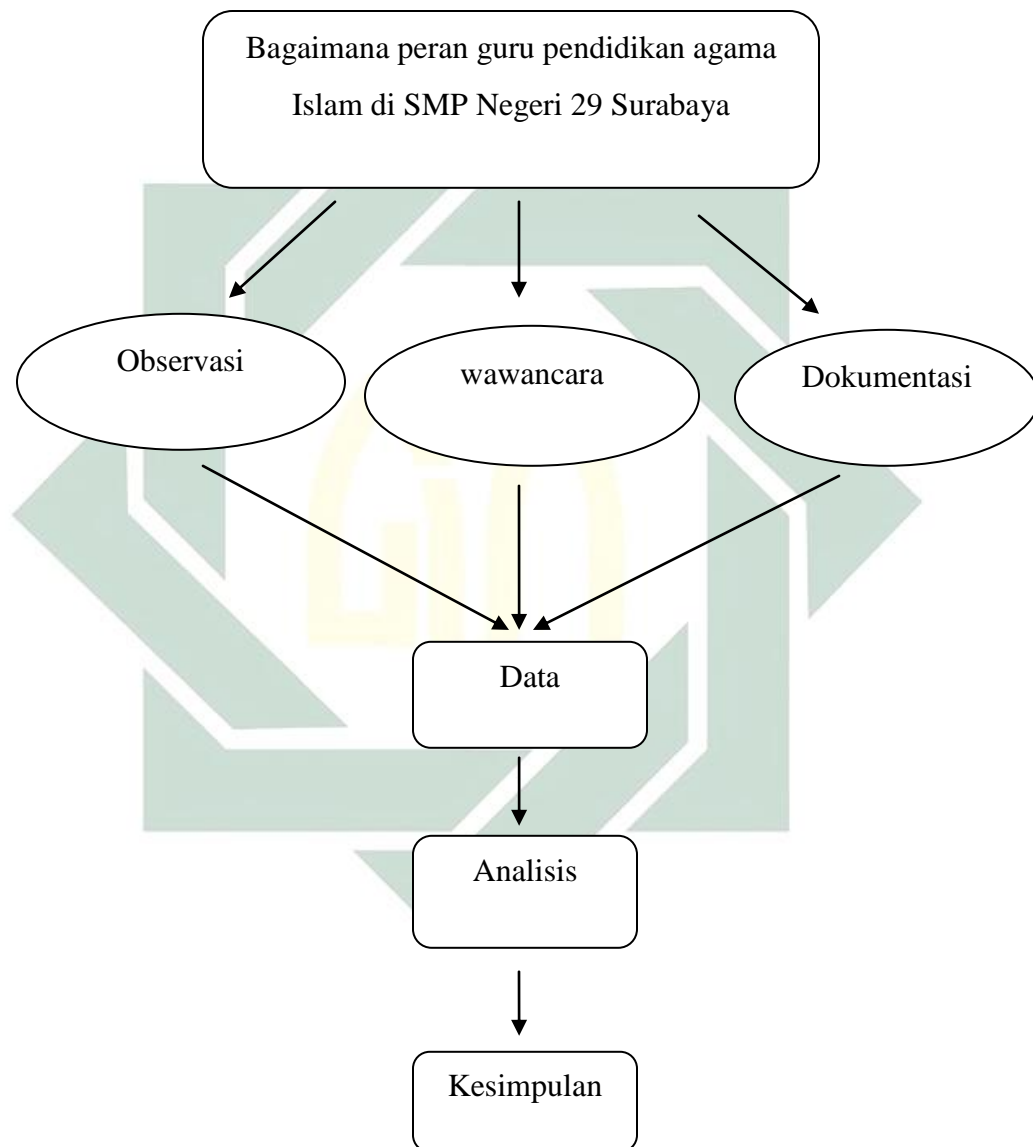 Bagaimana peran guru pendidikan agama
Islam di SMP Negeri 29 Surabaya
Observasi
wawancara
Dokumentasi
Data
Analisis
Kesimpulan